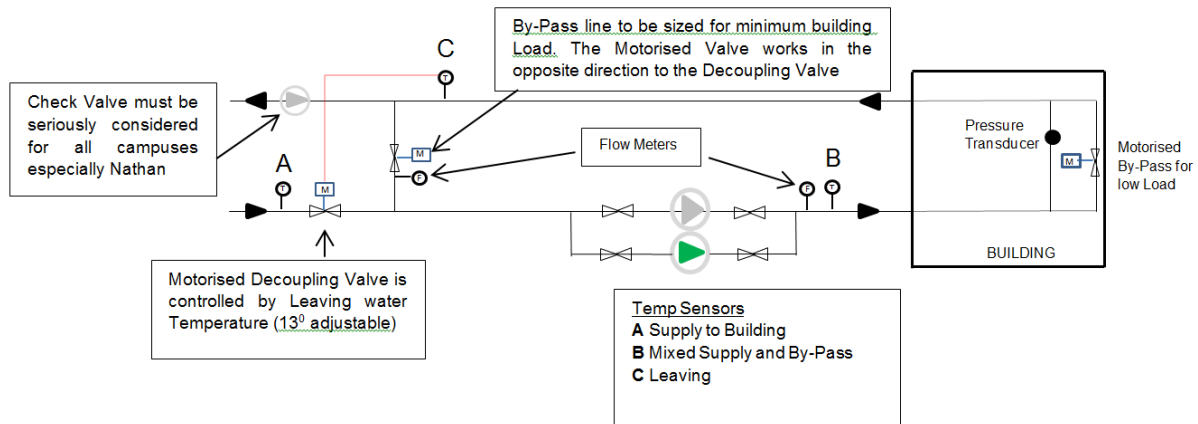 By-Pass line to be sized for minimum building
Load. The Motorised Valve works in the
opposite direction to the Decoupling Valve
C
T
Check Valve must be
seriously considered
for all campuses
especially Nathan
A
T
M
M
F
Flow Meters
B
F
T
Pressure
Transducer
M
Motorised
By-Pass for
low Load
BUILDING
Motorised Decoupling Valve is
controlled by Leaving water
Temperature (13⁰ adjustable)
Temp Sensors
A Supply to Building
B Mixed Supply and By-Pass
C Leaving